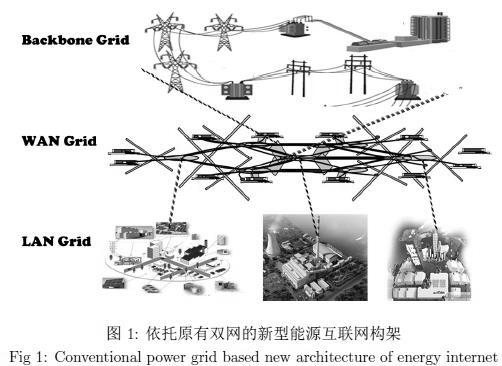 Backbone Grid
WAN Grid
LAN Grid
图 1: 依托原有双网的新型能源互联网构架
Fig 1: Conventional power grid based new architecture of energy internet